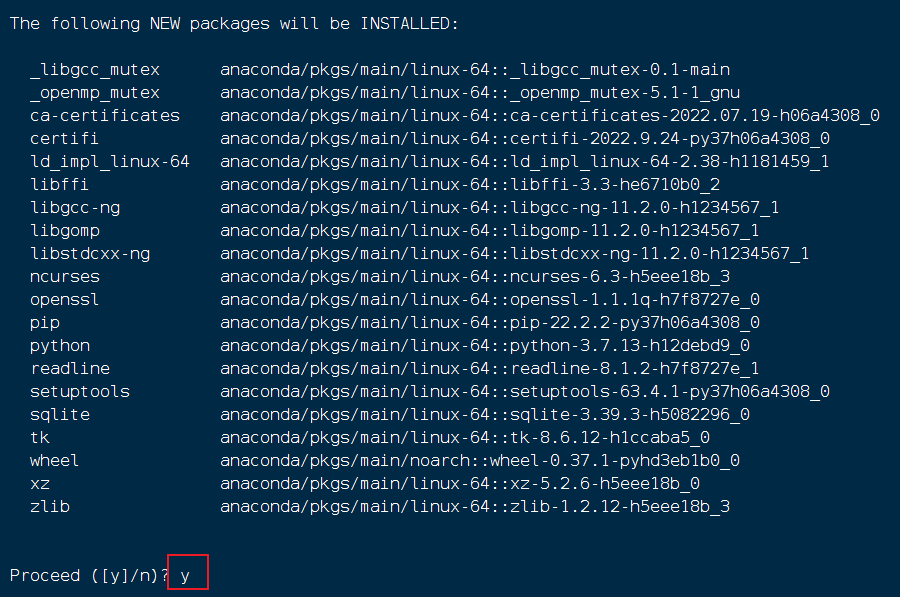 The following NEW packages will be INSTALLED:
_libgcc_mutex anaconda/pkgs/main/linux-64::_libgcc_mutex-0.1-main
_openmp_mutex anaconda/pkgs/main/linux-64::_openmp_mutex-5.1-1_gnu
ca-certificates anaconda/pkgs/main/linux-64::ca-certificates-2022.07.19-h06a4308_0
certifi anaconda/pkgs/main/linux-64::certifi-2022.9.24-py37h06a4308_0
ld_impl_linux-64 anaconda/pkgs/main/linux-64::ld_impl_linux-64-2.38-h1181459_1
libffi anaconda/pkgs/main/linux-64::libffi-3.3-he6710b0_2
libgcc-ng anaconda/pkgs/main/linux-64::libgcc-ng-11.2.0-h1234567_1
libgomp anaconda/pkgs/main/linux-64::libgomp-11.2.0-h1234567_1
libstdcxx-ng anaconda/pkgs/main/linux-64::libstdcxx-ng-11.2.0-h1234567_1
ncurses anaconda/pkgs/main/linux-64::ncurses-6.3-h5eee18b_3
openssl anaconda/pkgs/main/linux-64::openssl-1.1.1q-h7f8727e_0
pip anaconda/pkgs/main/linux-64::pip-22.2.2-py37h06a4308_0
python anaconda/pkgs/main/linux-64::python-3.7.13-h12debd9_0
readline anaconda/pkgs/main/linux-64::readline-8.1.2-h7f8727e_1
setuptools anaconda/pkgs/main/linux-64::setuptools-63.4.1-py37h06a4308_0
sqlite anaconda/pkgs/main/linux-64::sqlite-3.39.3-h5082296_0
tk anaconda/pkgs/main/linux-64::tk-8.6.12-h1ccaba5_0
wheel anaconda/pkgs/main/noarch::wheel-0.37.1-pyhd3eb1b0_0
xz anaconda/pkgs/main/linux-64::xz-5.2.6-h5eee18b_0
zlib anaconda/pkgs/main/linux-64::zlib-1.2.12-h5eee18b_3
Proceed ([y]/n)? y